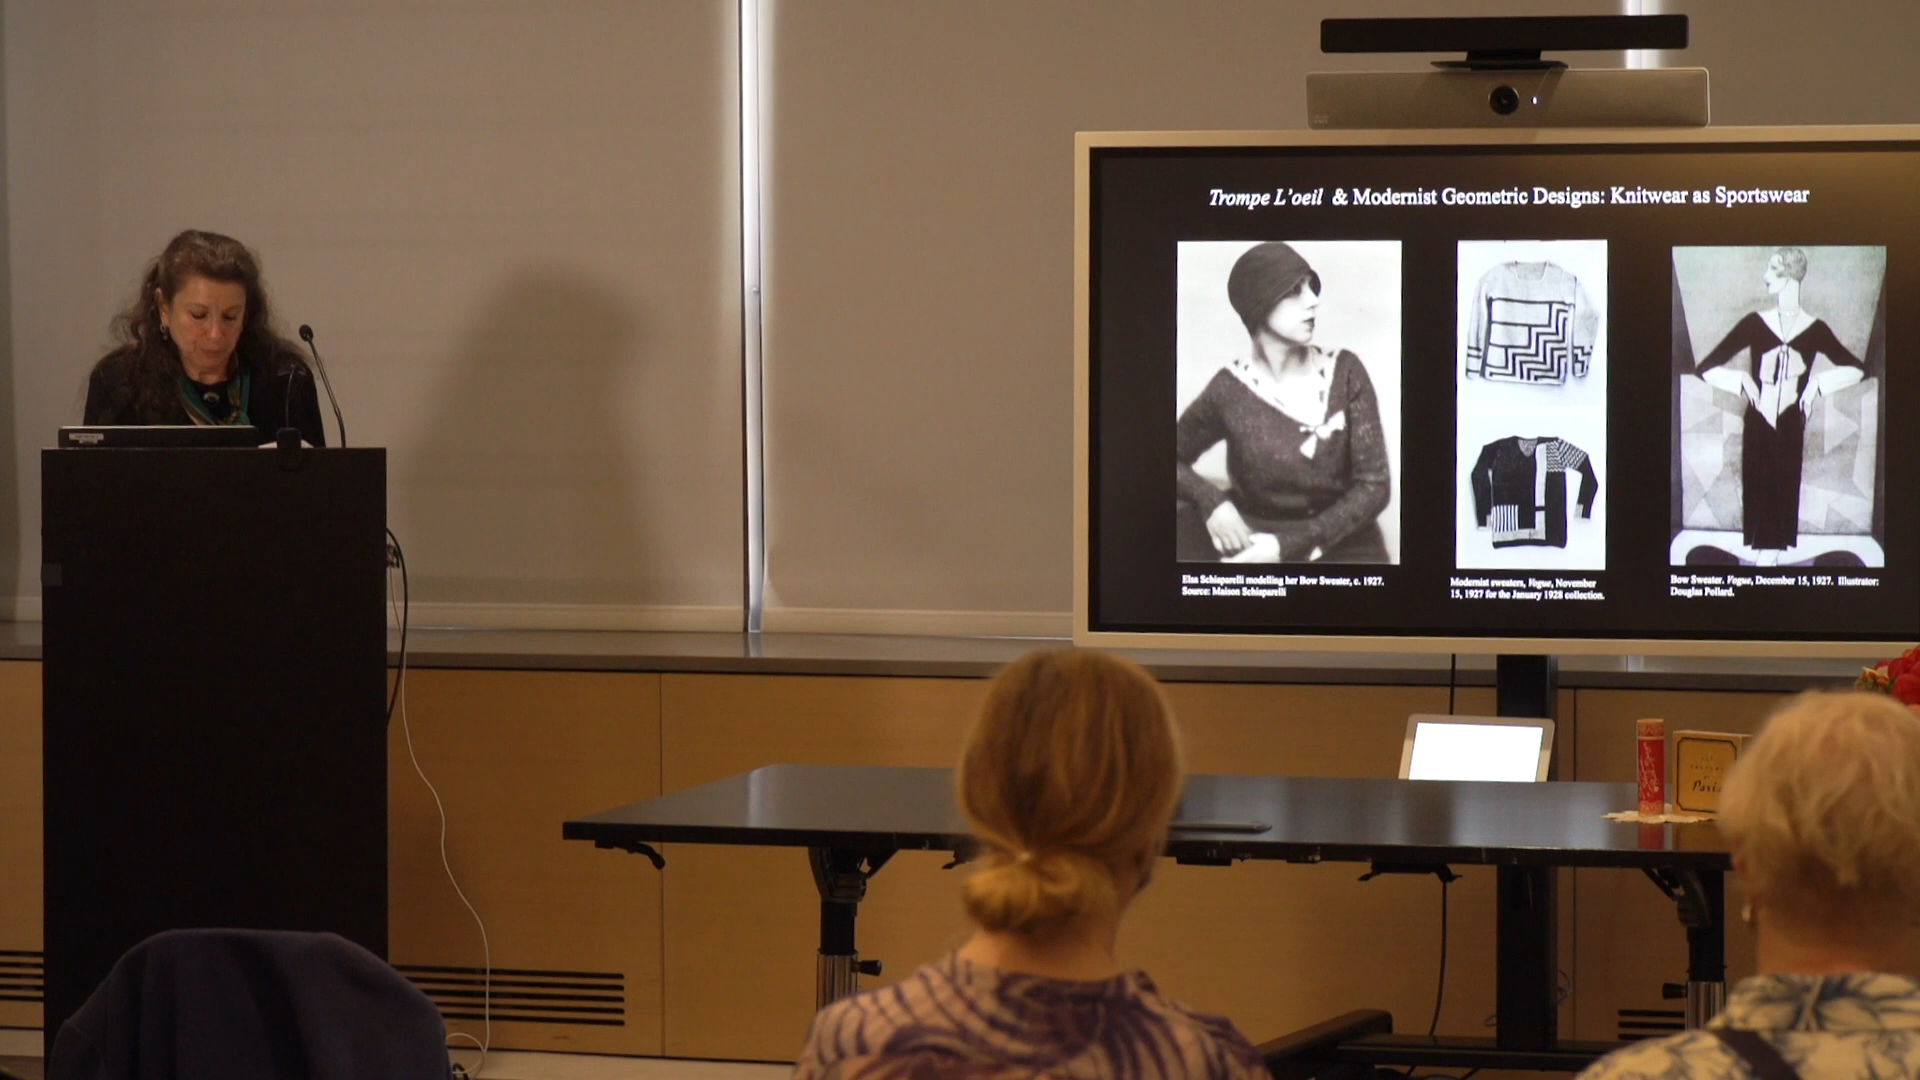 Trompe L'oeil & Modernist Geometric Designs: Knitwear as Sportswear
Elsa Schiaparelli modelling her Bow Sweater, c. 1927.
Source: Maison Schiaparelli
Modernist sweaters, Vogue, November
15, 1927 for the January 1928 collection.
Bow Sweater. Vogue, December 15, 1927. Illustrator:
Douglas Pollard.